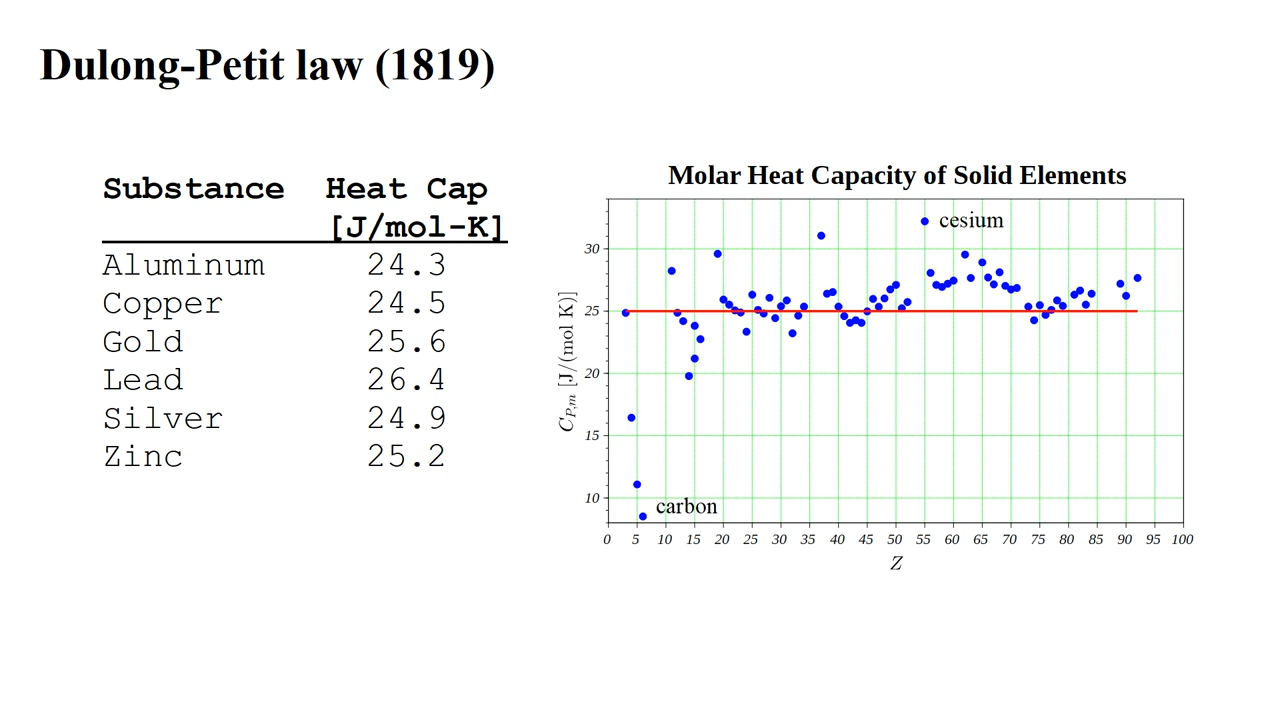 Dulong-Petit law (1819)
Substance Heat Cap
[J/mol-K]
Aluminum 24.3
Copper 24.5
Gold 25.6
Lead 26.4
Silver 24.9
Zinc 25.2
Molar Heat Capacity of Solid Elements
cesium
carbon
C_{P,m} [J/(mol K)]
30
25
20
15
10
0 5 10 15 20 25 30 35 40 45 50 55 60 65 70 75 80 85 90 95 100
Z